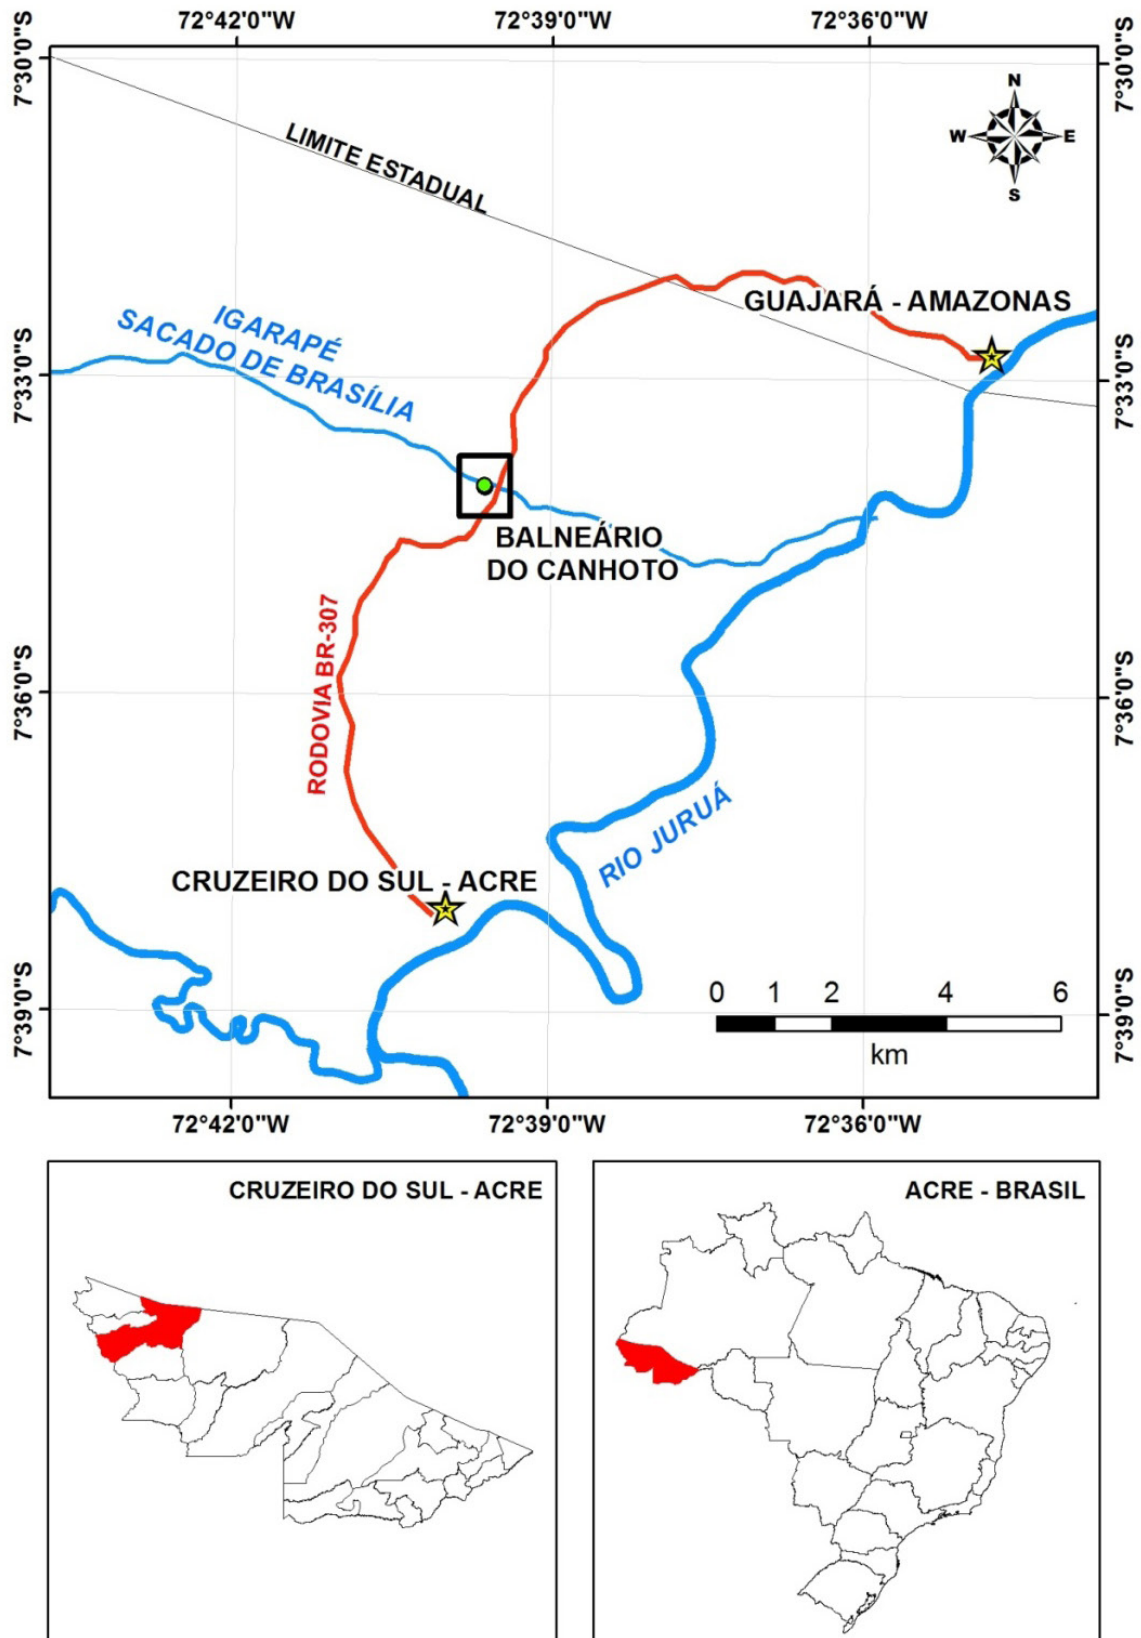 72°42'0"W 72°39'0"W 72°36'0"W
7°30'0"S
7°30'0"S
N
W E
S
LIMITE ESTADUAL
GUAJARÁ - AMAZONAS
IGARAPÉ
SACADO DE BRASÍLIA
7°33'0"S
7°33'0"S
BALNEÁRIO
DO CANHOTO
RODOVIA BR-307
7°36'0"S
7°36'0"S
RIO JURUÁ
CRUZEIRO DO SUL - ACRE
0 1 2 4 6
km
7°39'0"S
7°39'0"S
72°42'0"W 72°39'0"W 72°36'0"W
CRUZEIRO DO SUL - ACRE
ACRE - BRASIL